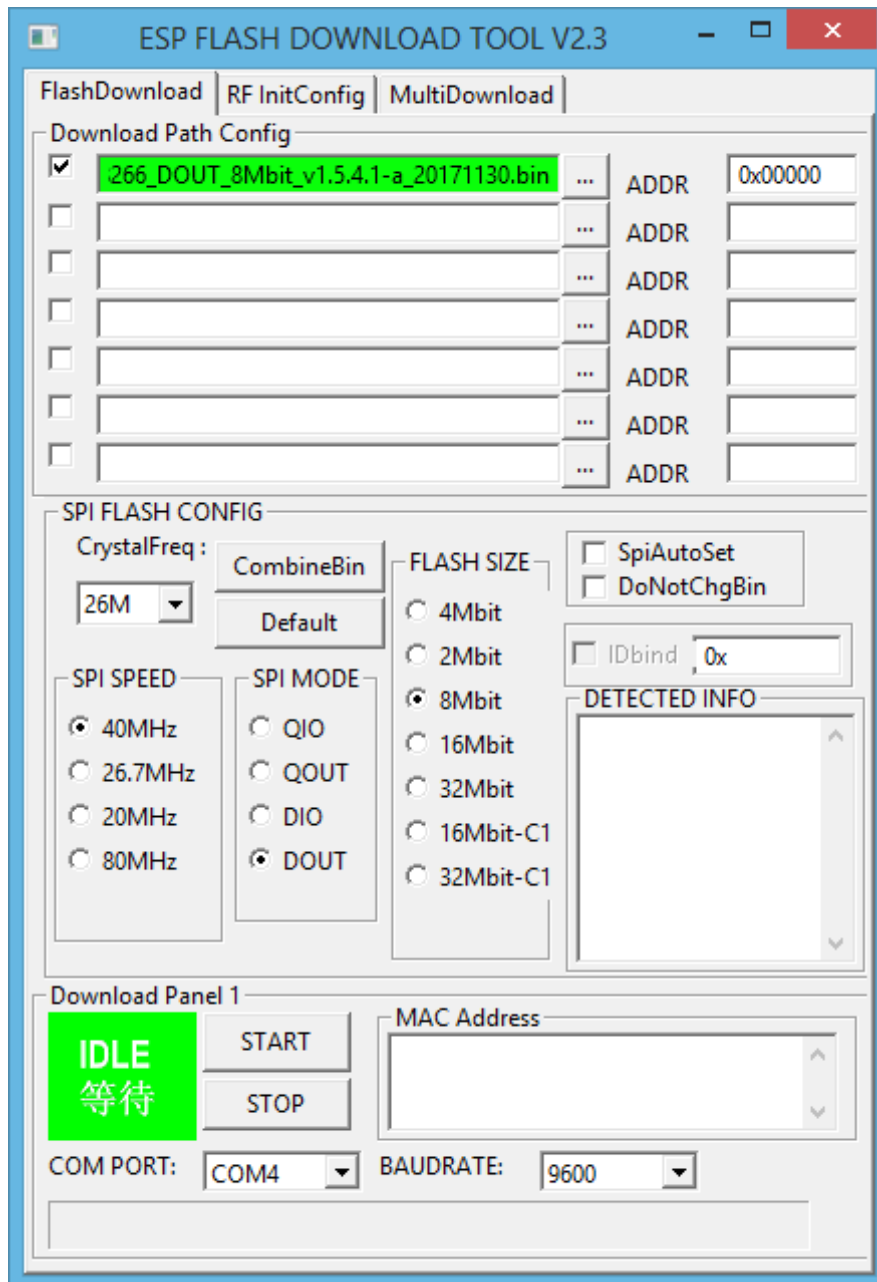 ESP FLASH DOWNLOAD TOOL V2.3
FlashDownload RF InitConfig MultiDownload
Download Path Config
266_DOUT_8Mbit_v1.5.4.1-a_20171130.bin ... ADDR 0x00000
... ADDR
... ADDR
... ADDR
... ADDR
... ADDR
... ADDR
SPI FLASH CONFIG
CrystalFreq :
26M
CombineBin
Default
SPI SPEED
40MHz
26.7MHz
20MHz
80MHz
SPI MODE
QIO
QOUT
DIO
DOUT
FLASH SIZE
4Mbit
2Mbit
8Mbit
16Mbit
32Mbit
16Mbit-C1
32Mbit-C1
SpiAutoSet
DoNotChgBin
IDbind 0x
DETECTED INFO
Download Panel 1
IDLE
等待
START
STOP
MAC Address
COM PORT: COM4 BAUDRATE: 9600